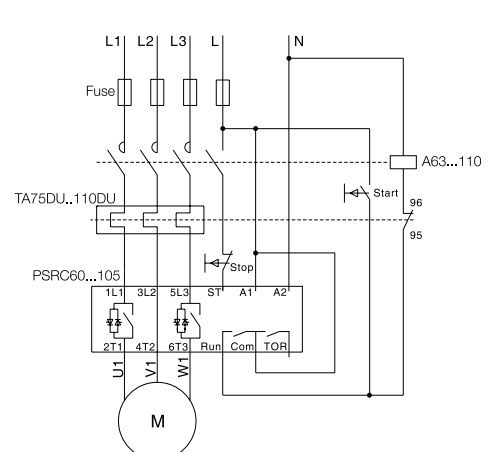 L1 L2 L3 L N
Fuse
A63...110
Start
TA75DU..110DU
96
95
Stop
PSRC60...105
1L1 3L2 5L3 ST A1 A2
2T1 4T2 6T3 Run Com TOR
U1 V1 W1
M